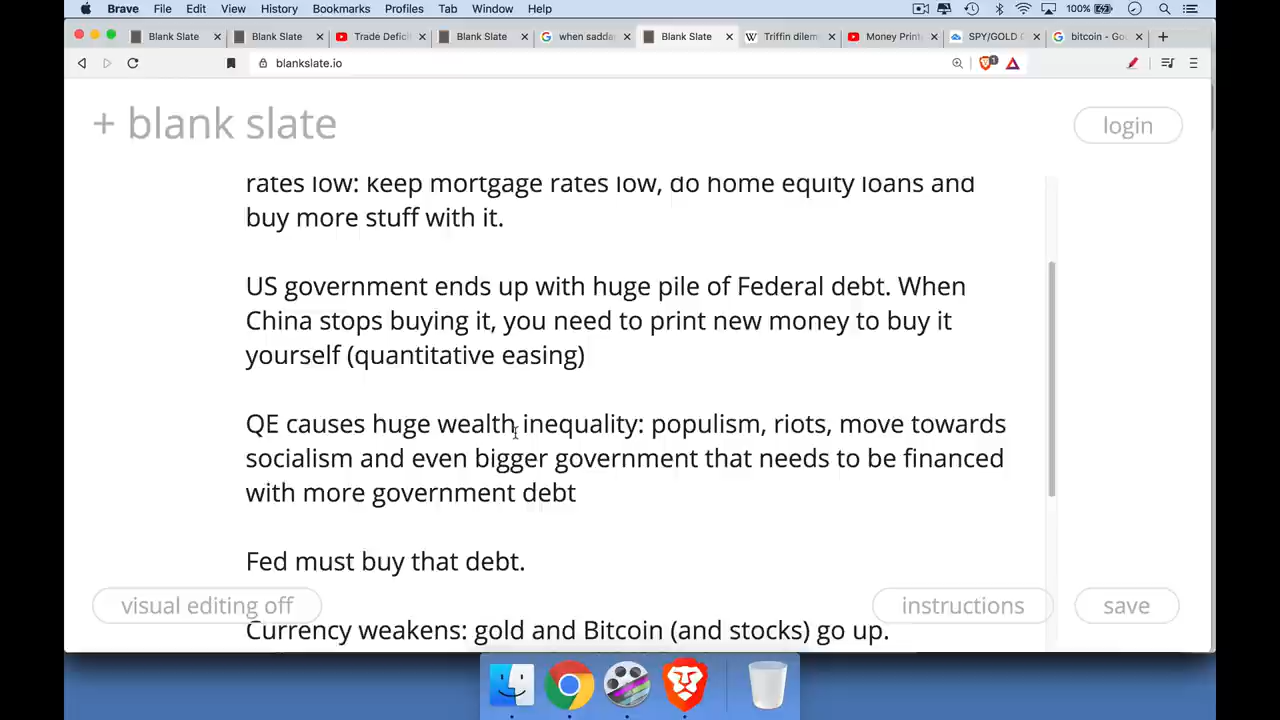 Brave File Edit View History Bookmarks Profiles Tab Window Help 100%
Blank Slate Blank Slate Trade Defici Blank Slate when sadda Blank Slate Triffin dilem Money Print SPY/GOLD bitcoin - Go
blankslate.io 1
+ blank slate login
rates low: keep mortgage rates low, do home equity loans and
buy more stuff with it.
US government ends up with huge pile of Federal debt. When
China stops buying it, you need to print new money to buy it
yourself (quantitative easing)
QE causes huge wealth inequality: populism, riots, move towards
socialism and even bigger government that needs to be financed
with more government debt
Fed must buy that debt.
visual editing off instructions save
Currency weakens: gold and Bitcoin (and stocks) go up.